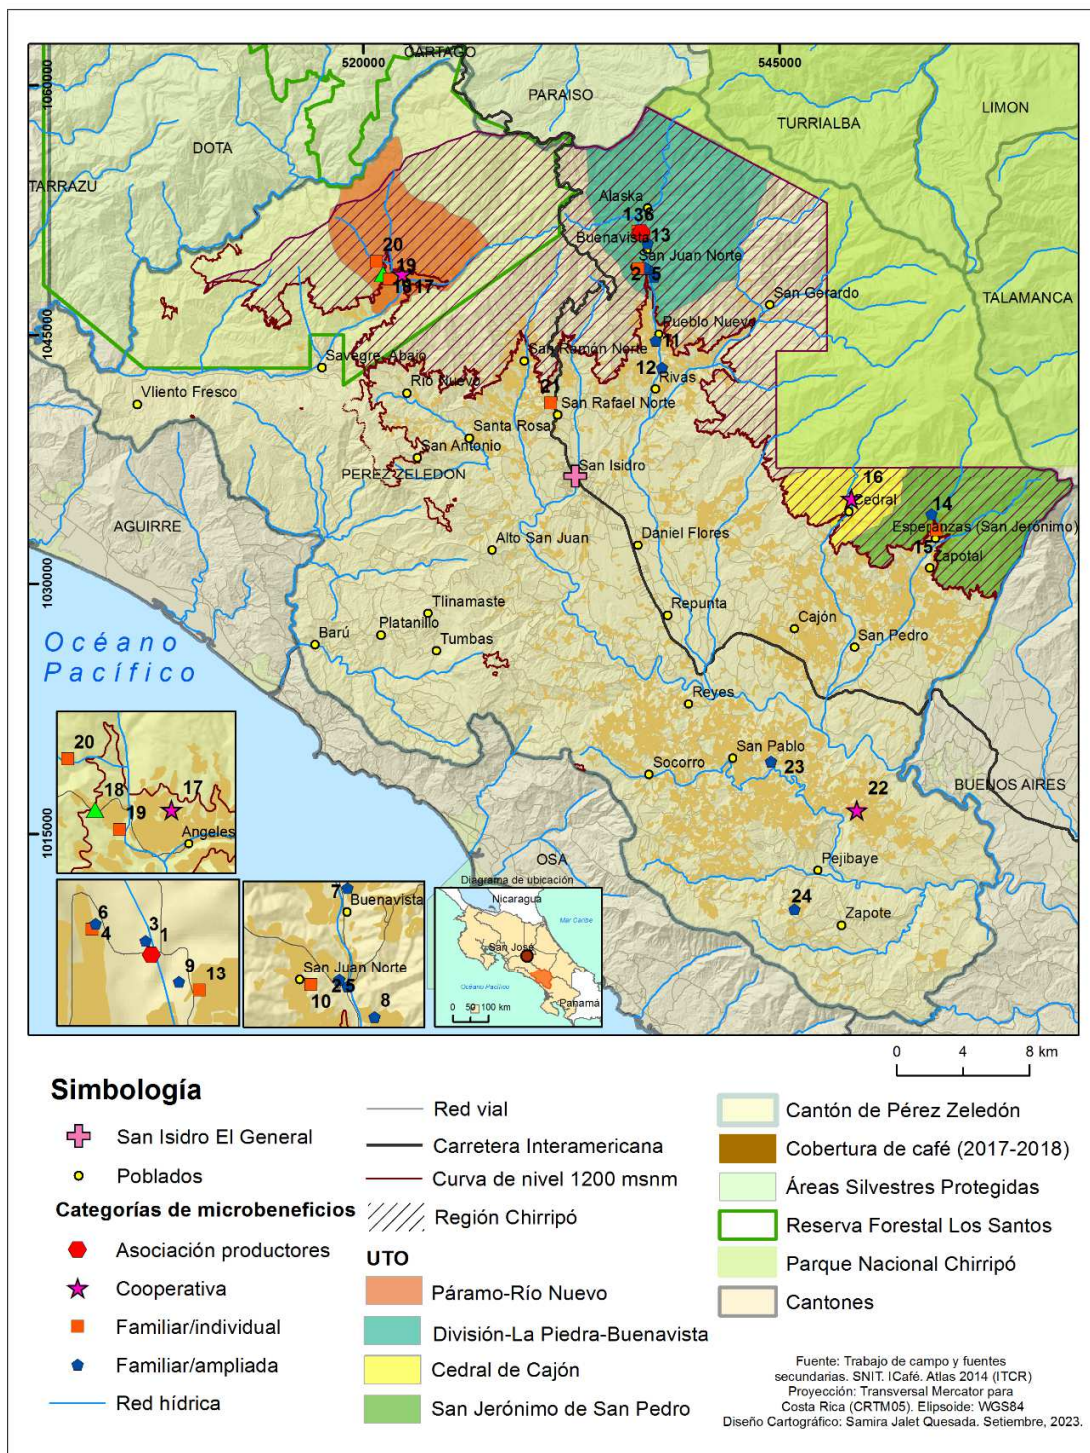 CARTAGO
520000
545000
1060000
PARAISO
LIMON
TURRIALBA
DOTA
TARRAZU
Alaska
136
13
Buenavista
20
19
San Juan Norte
2
5
17
TALAMANCA
San Gerardo
1045000
Pueblo Nuevo
11
San Ramón Norte
Savegre Abajo
12
Río Nuevo
Rivas
21
Vliento Fresco
San Rafael Norte
Santa Rosa
San Antonio
PEREZ ZELEDON
San Isidro
16
Cedral
14
AGUIRRE
Esperanzas (San Jerónimo)
Daniel Flores
Alto San Juan
15
Zapotal
1030000
Tlinamaste
Repunta
Platanillo
Cajón
Océano
Pacífico
Barú
Tumbas
San Pedro
Reyes
San Pablo
Socorro
23
22
BUENOS AIRES
1015000
OSA
Pejibaye
24
Zapote
20
18
17
19
Angeles
6
3
4
1
9
13
7
Buenavista
San Juan Norte
10
25
8
Diagrama de ubicación
Nicaragua
Mar Caribe
San José
Océano
Pacífico
Panamá
0 50 100 km
0 4 8 km
Simbología
San Isidro El General
Poblados
Categorías de microbeneficios
Asociación productores
Cooperativa
Familiar/individual
Familiar/ampliada
Red hídrica
Red vial
Carretera Interamericana
Curva de nivel 1200 msnm
Región Chirripó
UTO
Páramo-Río Nuevo
División-La Piedra-Buenavista
Cedral de Cajón
San Jerónimo de San Pedro
Cantón de Pérez Zeledón
Cobertura de café (2017-2018)
Áreas Silvestres Protegidas
Reserva Forestal Los Santos
Parque Nacional Chirripó
Cantones
Fuente: Trabajo de campo y fuentes
secundarias. SNIT. ICafé. Atlas 2014 (ITCR)
Proyección: Transversal Mercator para
Costa Rica (CRTM05). Elipsoide: WGS84
Diseño Cartográfico: Samira Jalet Quesada. Setiembre, 2023.